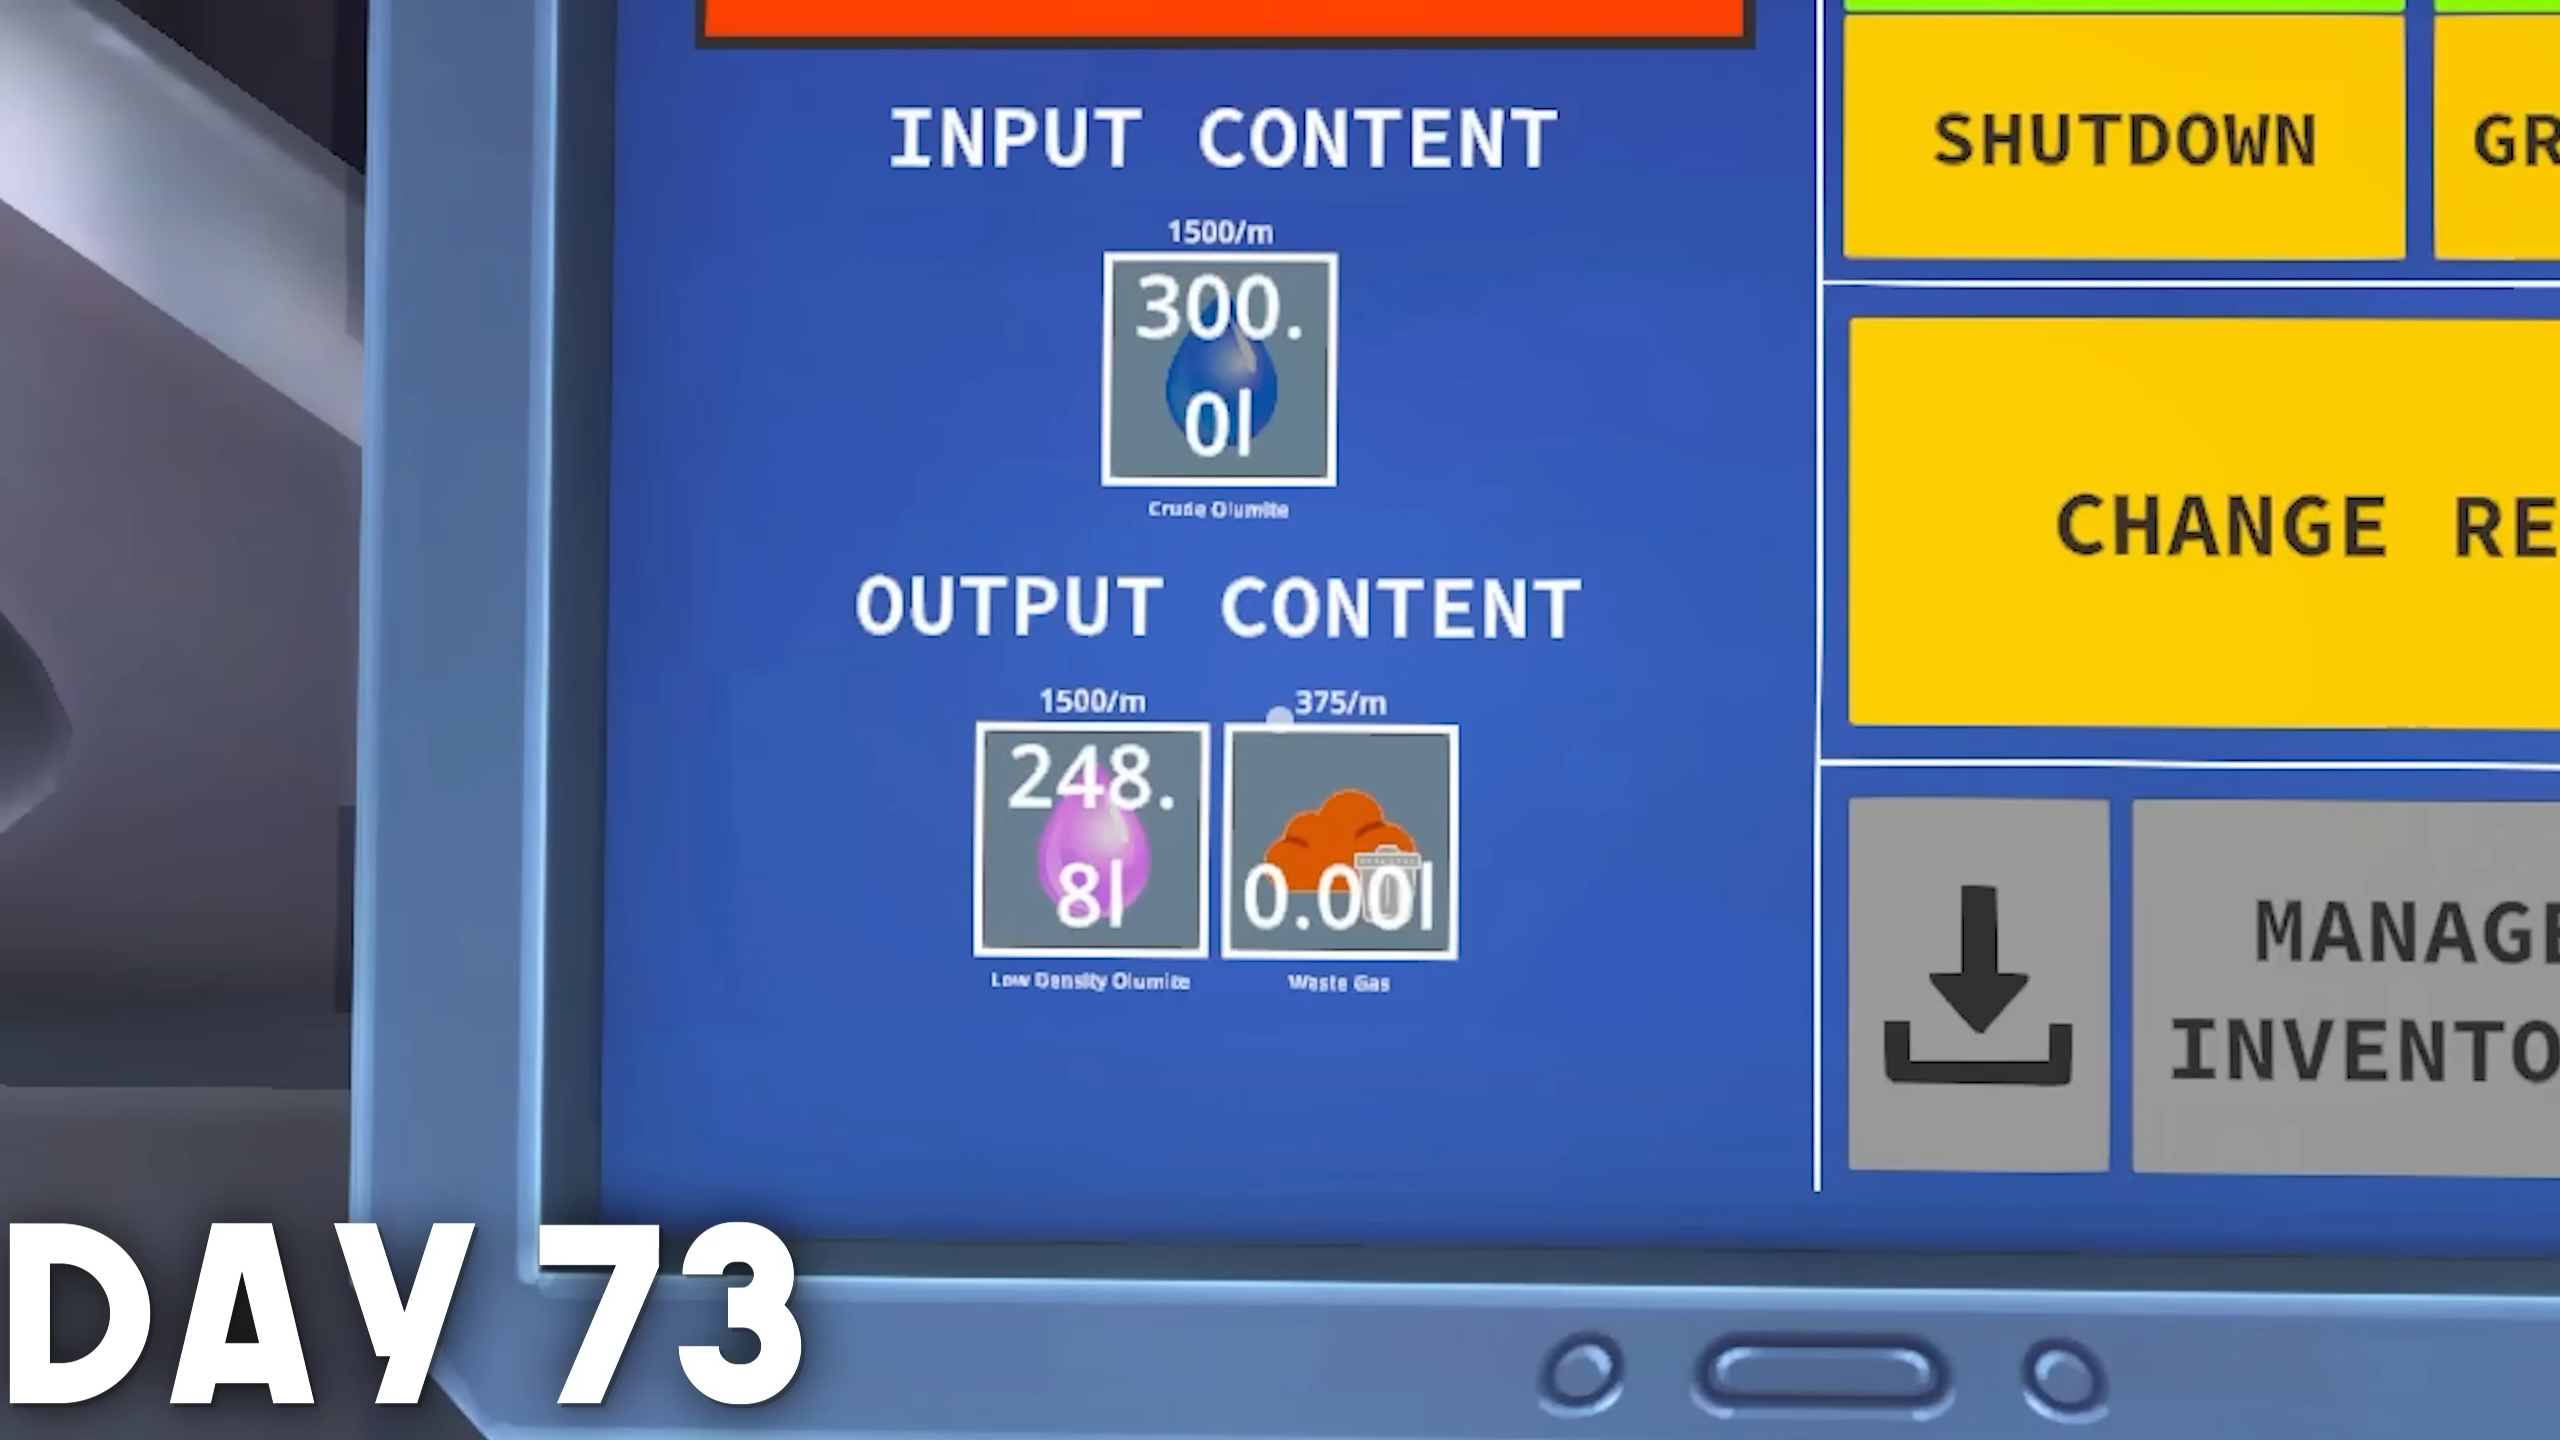 INPUT CONTENT
1500/m
300.
0l
Crude Olumite
OUTPUT CONTENT
1500/m
248.
8l
Low Density Olumite
375/m
0.00l
Waste Gas
SHUTDOWN
GR
CHANGE RE
MANAGE
INVENTO
DAY 73